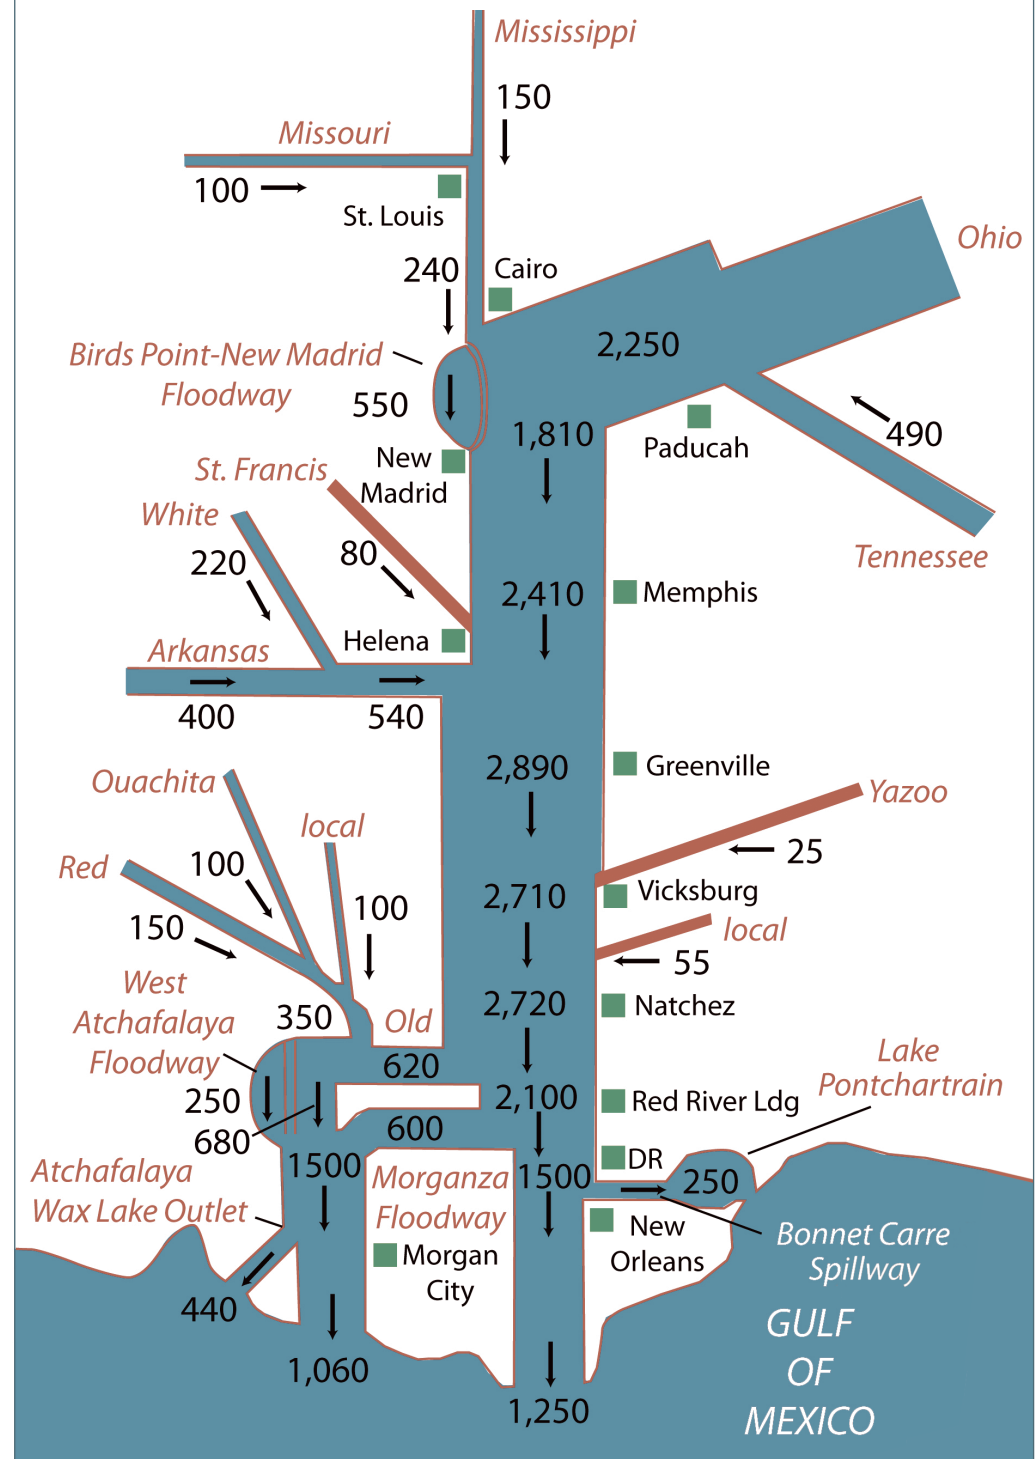 Mississippi
150
Missouri
100
St. Louis
Ohio
240
Cairo
2,250
Birds Point-New Madrid
Floodway
550
1,810
490
Paducah
New
Madrid
St. Francis
White
220
80
Tennessee
2,410
Memphis
Helena
Arkansas
400
540
2,890
Greenville
Ouachita
local
Yazoo
25
Red
100
150
100
2,710
Vicksburg
local
55
West
Atchafalaya
Floodway
350
Old
2,720
Natchez
620
Lake
Pontchartrain
250
680
2,100
Red River Ldg
600
DR
Atchafalaya
Wax Lake Outlet
1500
Morganza
Floodway
1500
250
New
Orleans
Bonnet Carre
Spillway
Morgan
City
440
1,060
1,250
GULF
OF
MEXICO